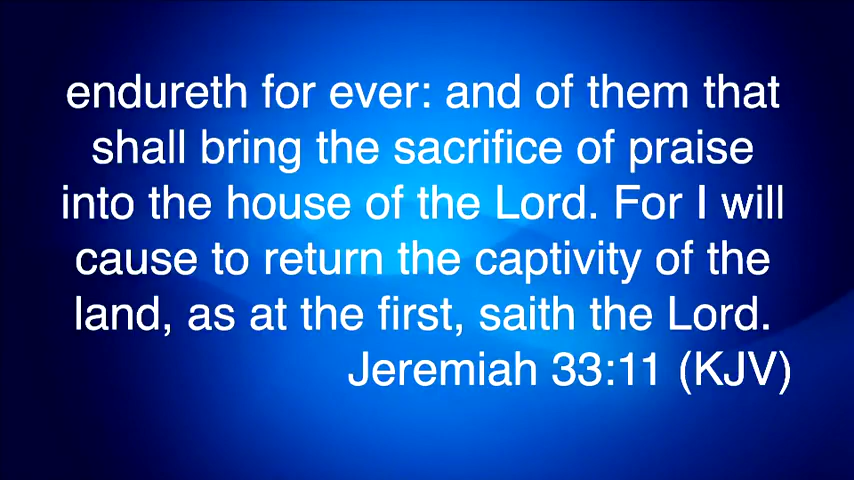 endureth for ever: and of them that
shall bring the sacrifice of praise
into the house of the Lord. For I will
cause to return the captivity of the
land, as at the first, saith the Lord.
Jeremiah 33:11 (KJV)